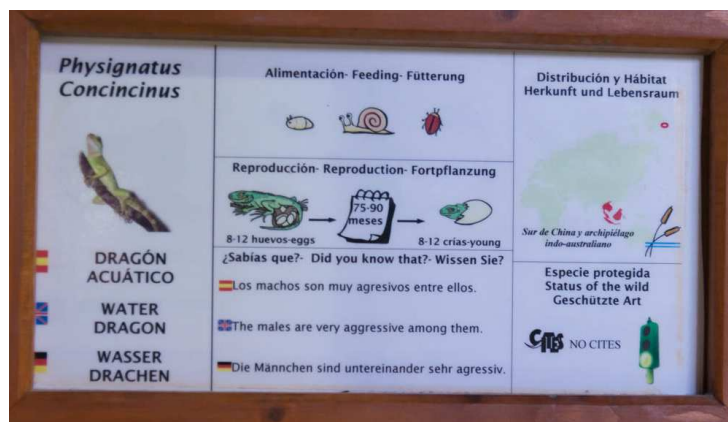 Physignatus
Concincinus
DRAGÓN
ACUÁTICO
WATER
DRAGON
WASSER
DRACHEN
Alimentación- Feeding- Fütterung
Reproducción- Reproduction- Fortpflanzung
75-90
meses
8-12 huevos-eggs
8-12 crías-young
¿Sabías que?- Did you know that?- Wissen Sie?
Los machos son muy agresivos entre ellos.
The males are very aggressive among them.
Die Mannchen sind untereinander sehr agressiv.
Distribución y Hábitat
Herkunft und Lebensraum
Sur de China y archipiélago
indo-australiano
Especie protegida
Status of the wild
Geschützte Art
CITES NO CITES